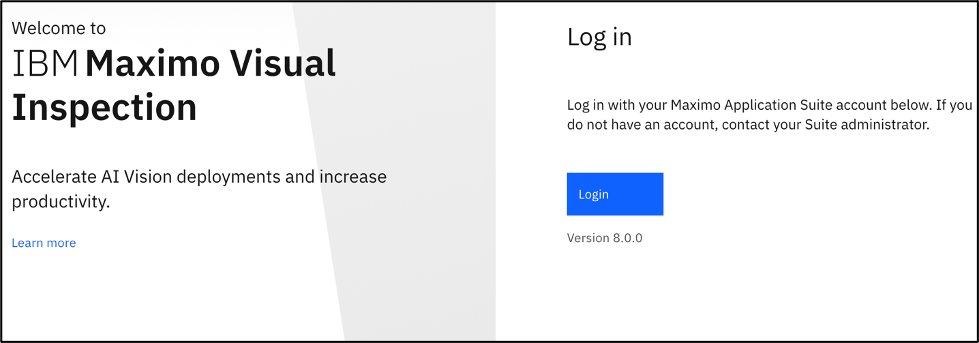 Welcome to
IBM Maximo Visual
Inspection
Accelerate AI Vision deployments and increase
productivity.
Learn more
Log in
Log in with your Maximo Application Suite account below. If you
do not have an account, contact your Suite administrator.
Login
Version 8.0.0